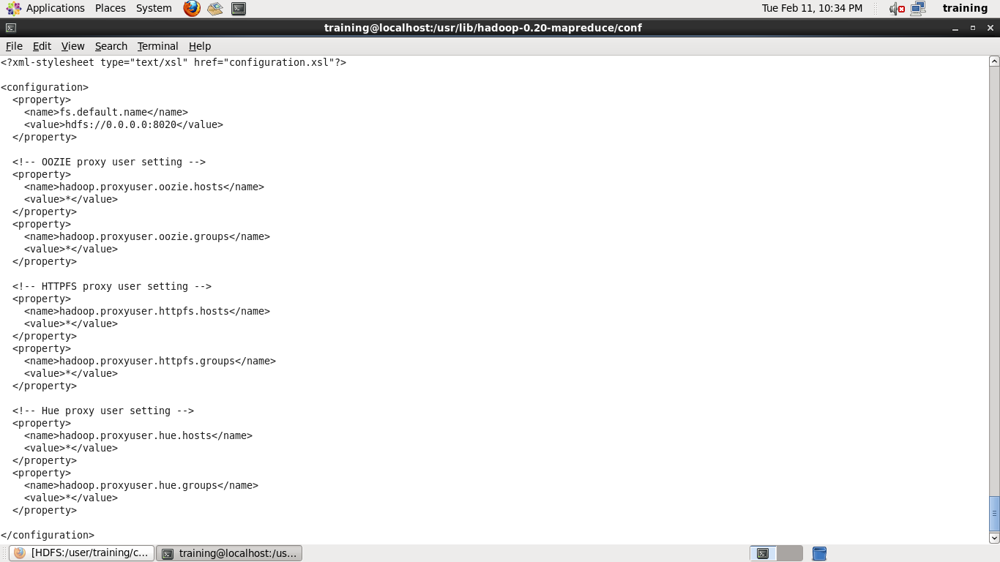 Applications Places System Tue Feb 11, 10:34 PM training
training@localhost:/usr/lib/hadoop-0.20-mapreduce/conf
File Edit View Search Terminal Help
<?xml-stylesheet type="text/xsl" href="configuration.xsl"?>
<configuration>
  <property>
    <name>fs.default.name</name>
    <value>hdfs://0.0.0.0:8020</value>
  </property>
  <!-- OOZIE proxy user setting -->
  <property>
    <name>hadoop.proxyuser.oozie.hosts</name>
    <value>*</value>
  </property>
  <property>
    <name>hadoop.proxyuser.oozie.groups</name>
    <value>*</value>
  </property>
  <!-- HTTPFS proxy user setting -->
  <property>
    <name>hadoop.proxyuser.httpfs.hosts</name>
    <value>*</value>
  </property>
  <property>
    <name>hadoop.proxyuser.httpfs.groups</name>
    <value>*</value>
  </property>
  <!-- Hue proxy user setting -->
  <property>
    <name>hadoop.proxyuser.hue.hosts</name>
    <value>*</value>
  </property>
  <property>
    <name>hadoop.proxyuser.hue.groups</name>
    <value>*</value>
  </property>
</configuration>
[HDFS:/user/training/c... training@localhost:/us...